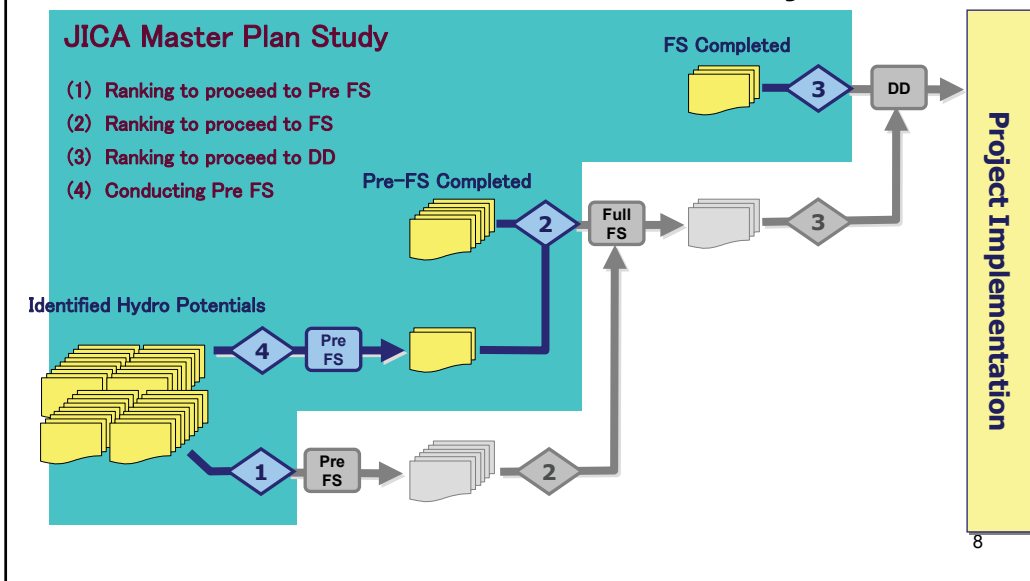 JICA Master Plan Study
(1) Ranking to proceed to Pre FS
(2) Ranking to proceed to FS
(3) Ranking to proceed to DD
(4) Conducting Pre FS
FS Completed
3
DD
Pre-FS Completed
2
Full
FS
3
Identified Hydro Potentials
4
Pre
FS
1
Pre
FS
2
Project Implementation
8